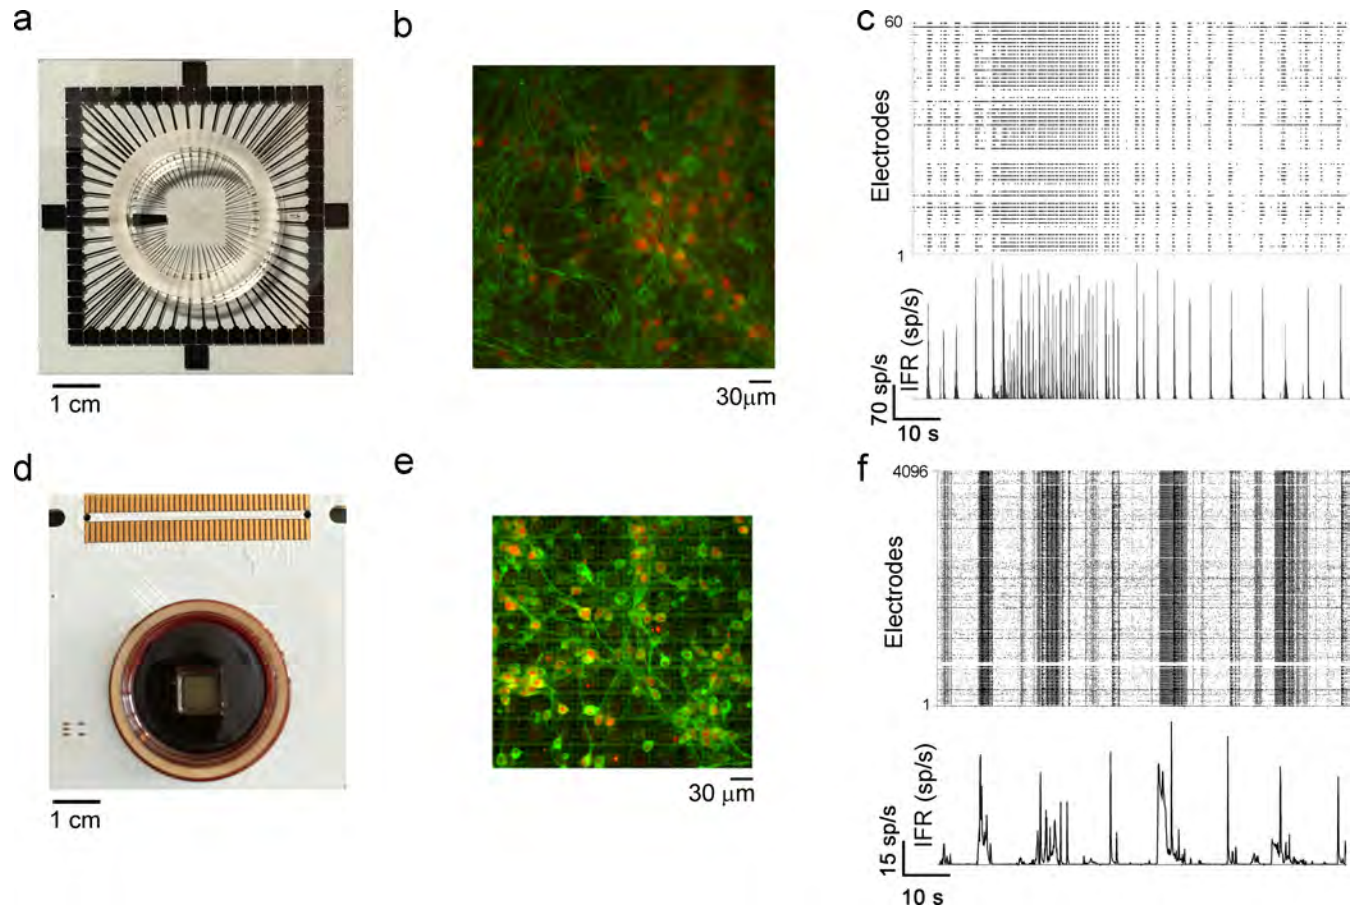 a
b
c
60
Electrodes
1
IFR (sp/s)
70 sp/s
10 s
1 cm
30μm
d
e
f
4096
Electrodes
1
IFR (sp/s)
15 sp/s
10 s
1 cm
30 μm